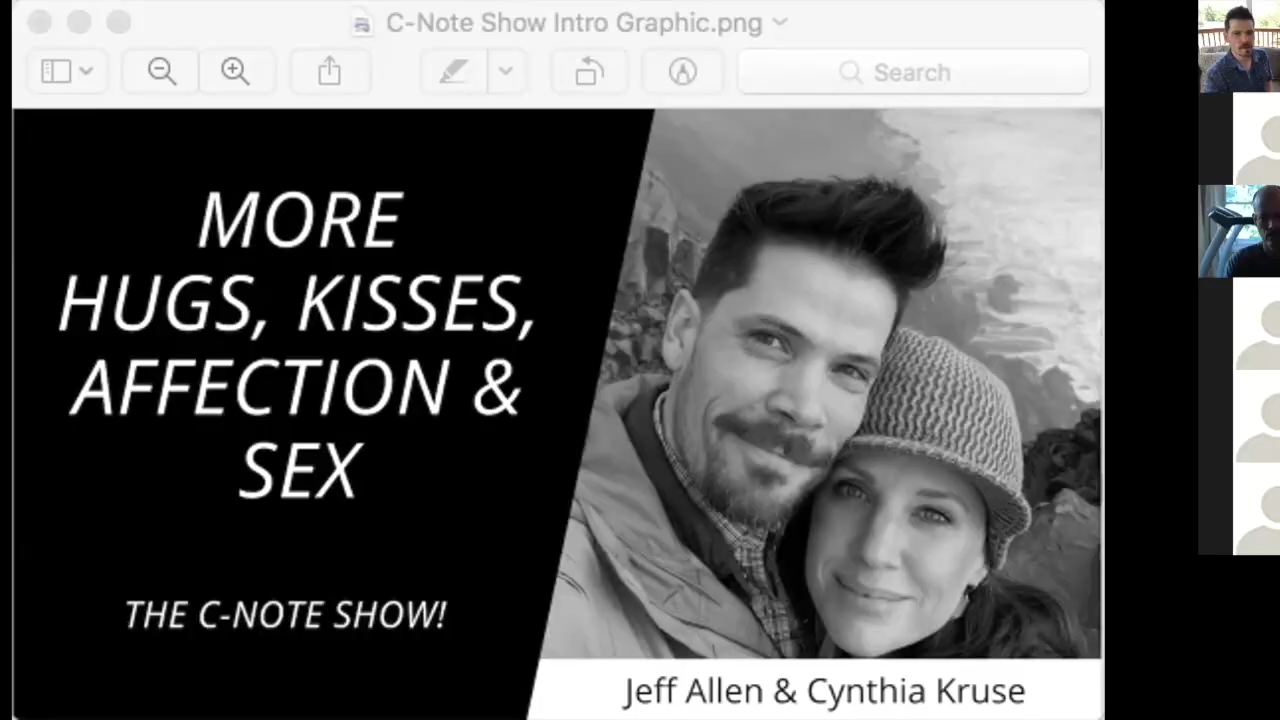 C-Note Show Intro Graphic.png
Search
MORE
HUGS, KISSES,
AFFECTION &
SEX
THE C-NOTE SHOW!
Jeff Allen & Cynthia Kruse